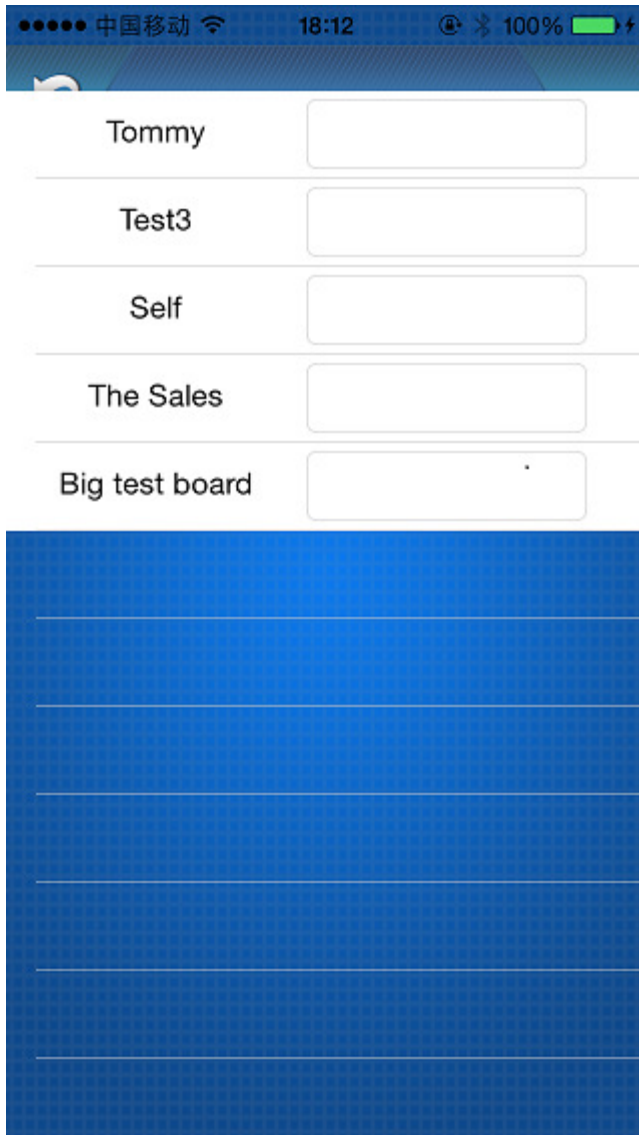 中国移动 18:12 100%
Tommy
Test3
Self
The Sales
Big test board